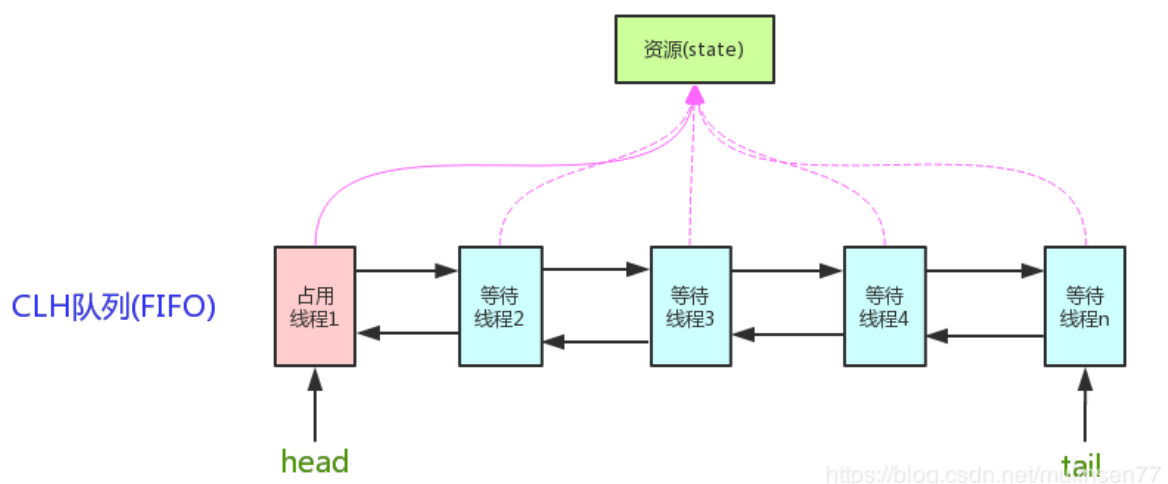 资源(state)
CLH队列(FIFO)
占用
线程1
等待
线程2
等待
线程3
等待
线程4
等待
线程n
head
tail